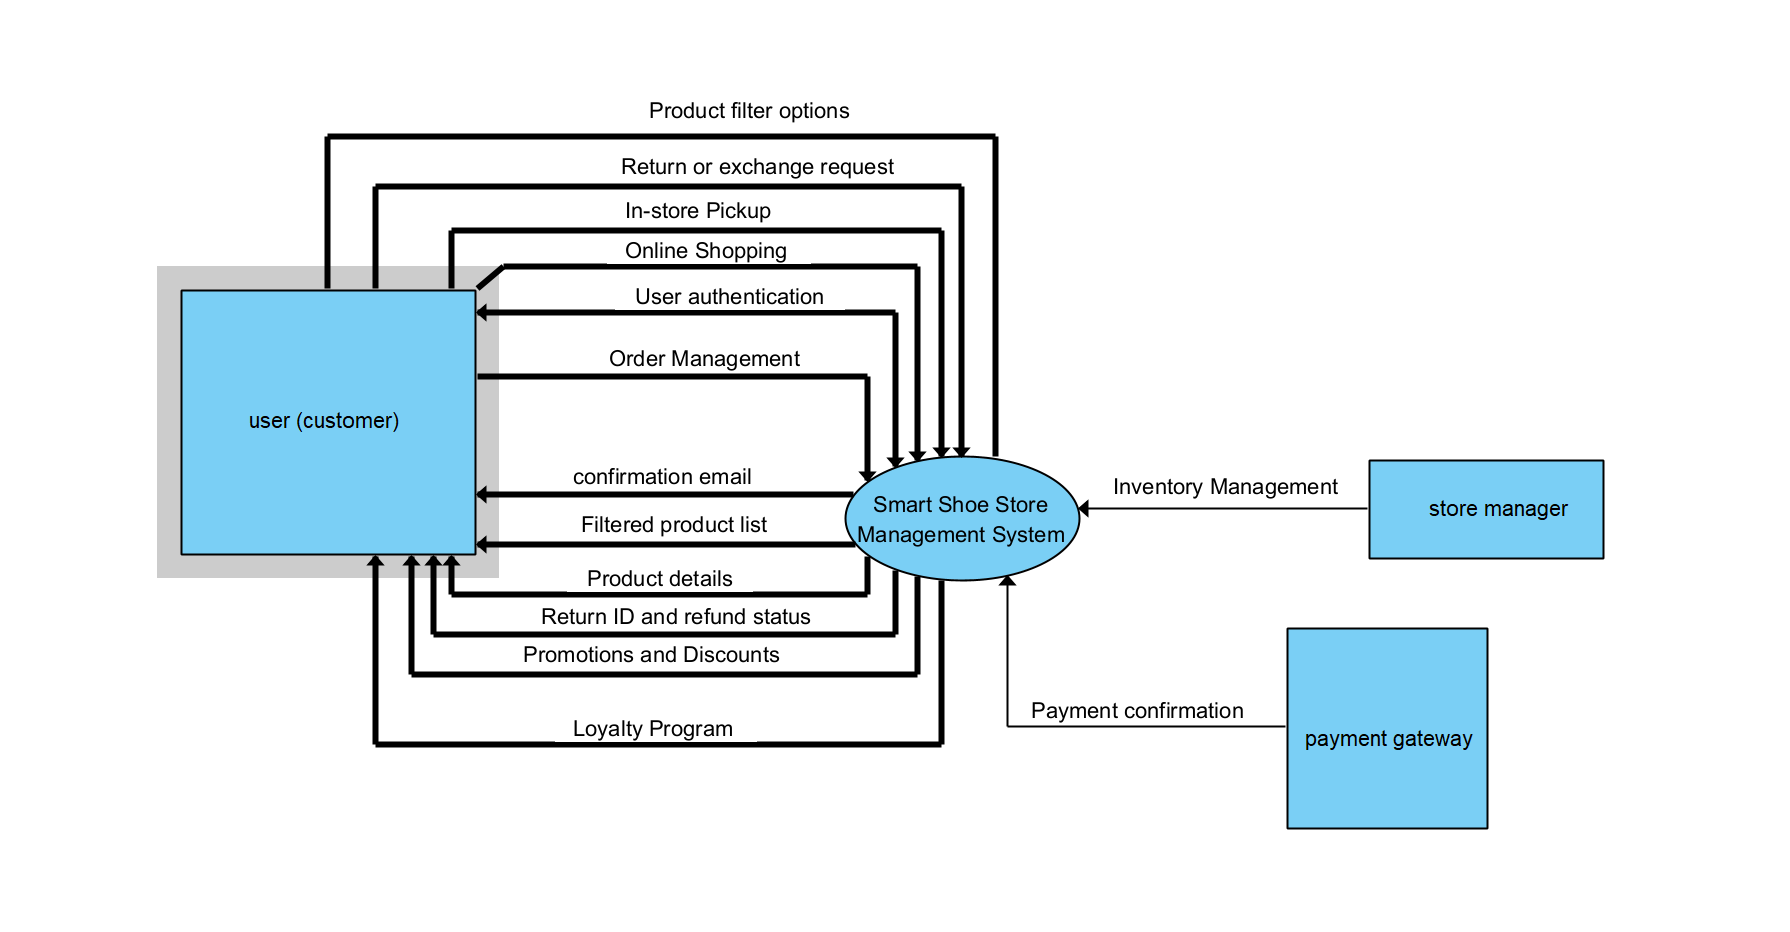 Product filter options
Return or exchange request
In-store Pickup
Online Shopping
User authentication
Order Management
user (customer)
confirmation email
Filtered product list
Product details
Return ID and refund status
Promotions and Discounts
Loyalty Program
Smart Shoe Store
Management System
Inventory Management
store manager
Payment confirmation
payment gateway